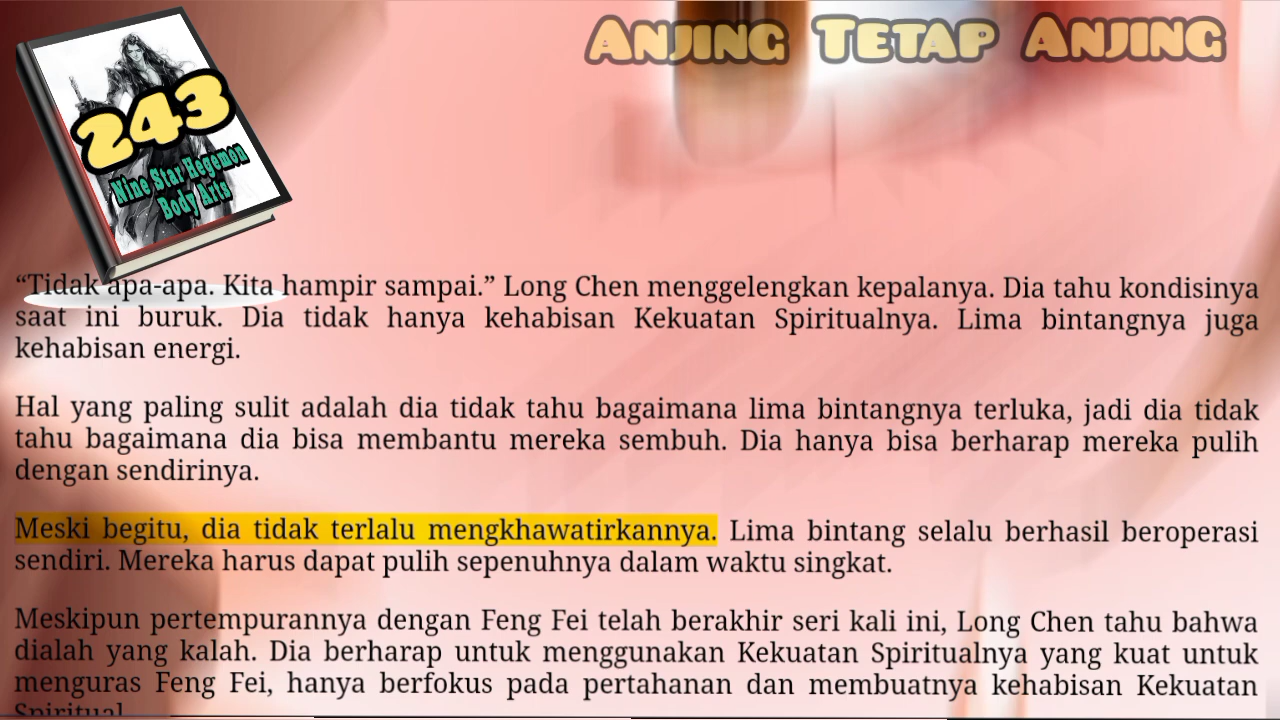 Anjing Tetap Anjing
243
Nine Star Hegemon
Body Arts
“Tidak apa-apa. Kita hampir sampai.” Long Chen menggelengkan kepalanya. Dia tahu kondisinya
saat ini buruk. Dia tidak hanya kehabisan Kekuatan Spiritualnya. Lima bintangnya juga
kehabisan energi.
Hal yang paling sulit adalah dia tidak tahu bagaimana lima bintangnya terluka, jadi dia tidak
tahu bagaimana dia bisa membantu mereka sembuh. Dia hanya bisa berharap mereka pulih
dengan sendirinya.
Meski begitu, dia tidak terlalu mengkhawatirkannya. Lima bintang selalu berhasil beroperasi
sendiri. Mereka harus dapat pulih sepenuhnya dalam waktu singkat.
Meskipun pertempurannya dengan Feng Fei telah berakhir seri kali ini, Long Chen tahu bahwa
dialah yang kalah. Dia berharap untuk menggunakan Kekuatan Spiritualnya yang kuat untuk
menguras Feng Fei, hanya berfokus pada pertahanan dan membuatnya kehabisan Kekuatan
Spiritual